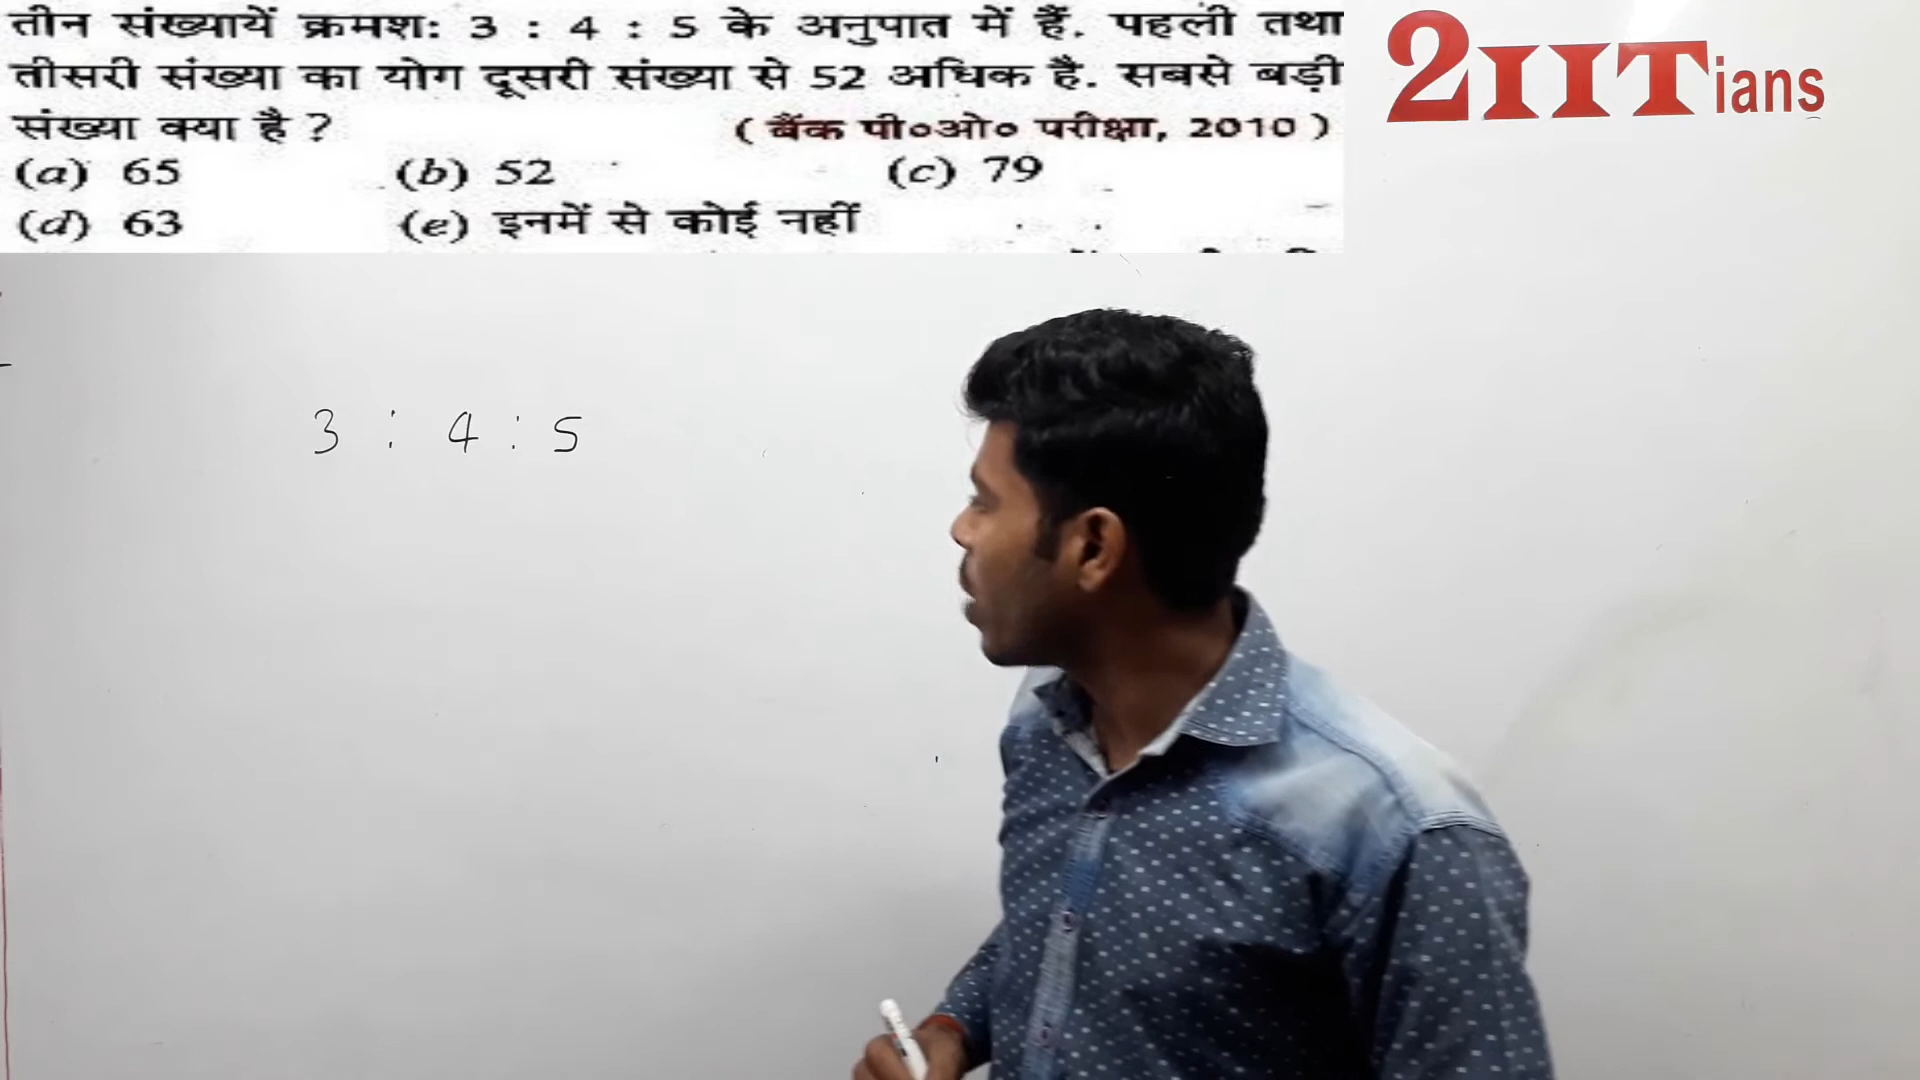 तीन संख्यायें क्रमश: 3 : 4 : 5 के अनुपात में हैं. पहली तथा
तीसरी संख्या का योग दूसरी संख्या से 52 अधिक है. सबसे बड़ी
संख्या क्या है ?
( बैंक पी०ओ० परीक्षा, 2010 )
(a) 65 (b) 52 (c) 79
(d) 63 (e) इनमें से कोई नहीं
2IITians
3 : 4 : 5